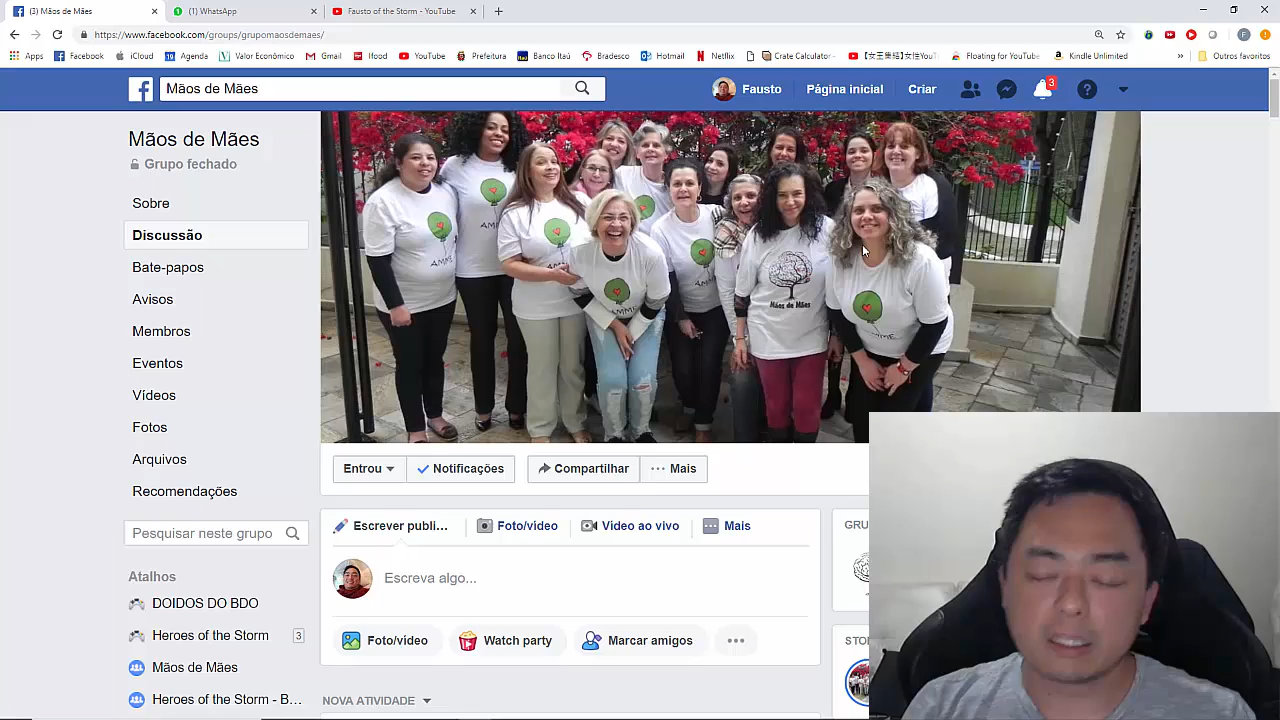 (3) Mãos de Mães
(1) WhatsApp
Fausto of the Storm - YouTube
https://www.facebook.com/groups/grupomaosdemaes/
Apps
Facebook
iCloud
Agenda
Valor Econômico
Gmail
Ifood
YouTube
Prefeitura
Banco Itaú
Bradesco
Hotmail
Netflix
Crate Calculator -
Floating for YouTube
Kindle Unlimited
Outros favoritos
Mãos de Mães
Fausto
Página inicial
Criar
3
Mãos de Mães
Grupo fechado
Sobre
Discussão
Bate-papos
Avisos
Membros
Eventos
Vídeos
Fotos
Arquivos
Recomendações
Pesquisar neste grupo
Atalhos
DOIDOS DO BDO
Heroes of the Storm
3
Mãos de Mães
Heroes of the Storm - B...
AMME
Mãos de Mães
Entrou
Notificações
Compartilhar
Mais
Escrever publi...
Foto/vídeo
Vídeo ao vivo
Mais
Escreva algo...
Foto/vídeo
Watch party
Marcar amigos
NOVA ATIVIDADE
GRU
STO